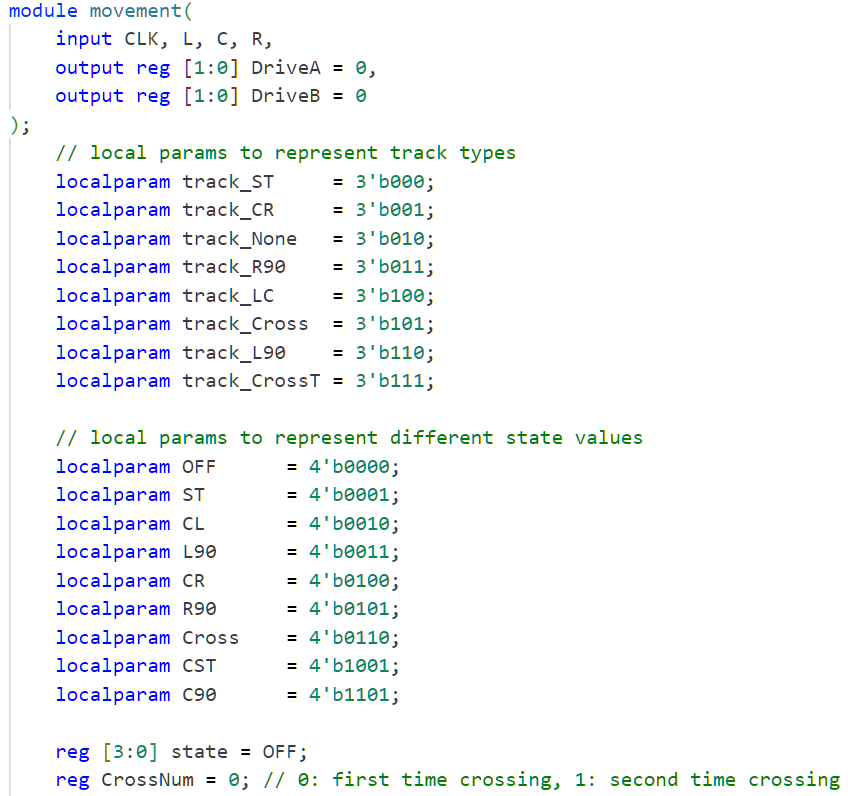 module movement(
    input CLK, L, C, R,
    output reg [1:0] DriveA = 0,
    output reg [1:0] DriveB = 0
);
    // local params to represent track types
    localparam track_ST     = 3'b000;
    localparam track_CR     = 3'b001;
    localparam track_None   = 3'b010;
    localparam track_R90    = 3'b011;
    localparam track_LC     = 3'b100;
    localparam track_Cross  = 3'b101;
    localparam track_L90    = 3'b110;
    localparam track_CrossT = 3'b111;

    // local params to represent different state values
    localparam OFF      = 4'b0000;
    localparam ST       = 4'b0001;
    localparam CL       = 4'b0010;
    localparam L90      = 4'b0011;
    localparam CR       = 4'b0100;
    localparam R90      = 4'b0101;
    localparam Cross    = 4'b0110;
    localparam CST      = 4'b1001;
    localparam C90      = 4'b1101;

    reg [3:0] state = OFF;
    reg CrossNum = 0; // 0: first time crossing, 1: second time crossing